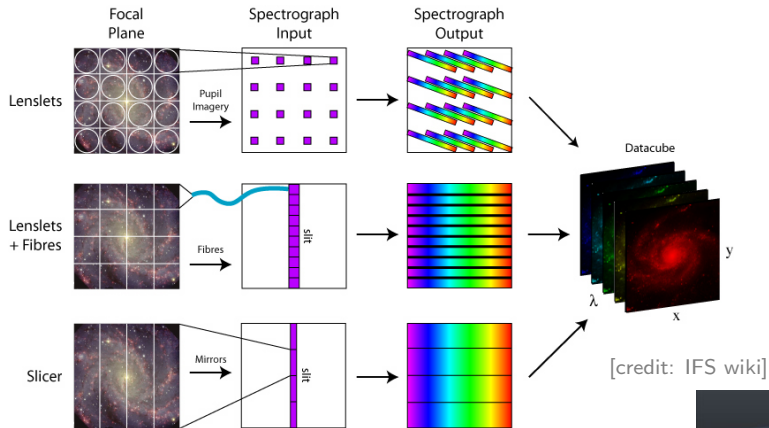 Focal
Plane
Spectrograph
Input
Spectrograph
Output
Lenslets
Pupil
Imagery
Datacube
Lenslets
+ Fibres
Fibres
slit
y
λ
x
Slicer
Mirrors
slit
[credit: IFS wiki]